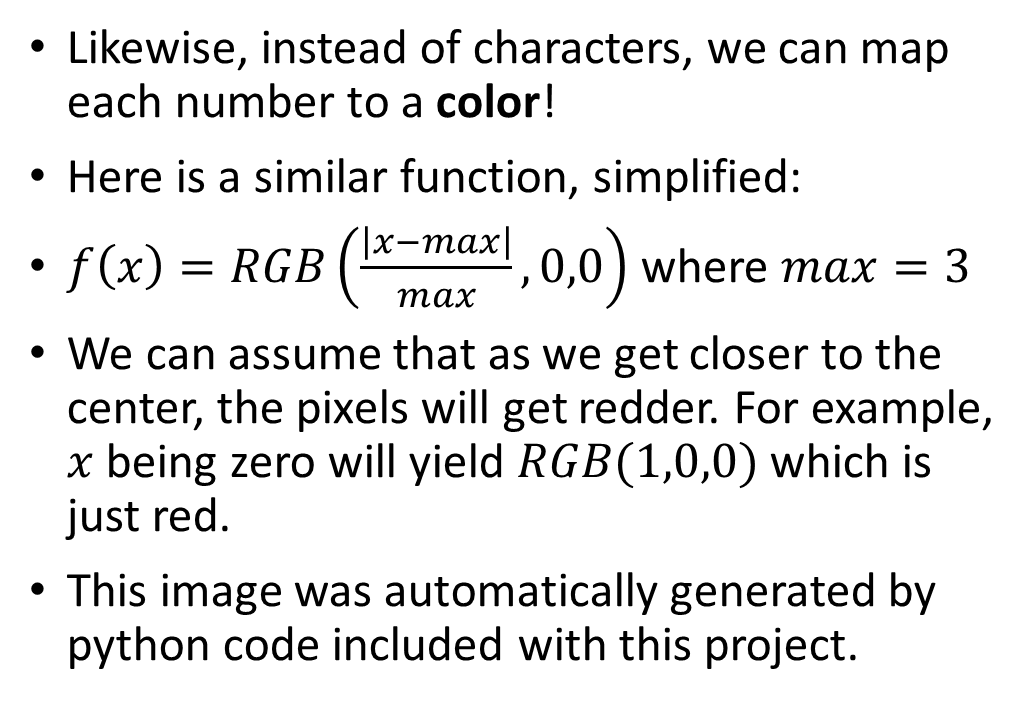 • Likewise, instead of characters, we can map
each number to a color!
• Here is a similar function, simplified:
• f(x) = RGB(|x−max|/max, 0,0) where max = 3
• We can assume that as we get closer to the
center, the pixels will get redder. For example,
x being zero will yield RGB(1,0,0) which is
just red.
• This image was automatically generated by
python code included with this project.